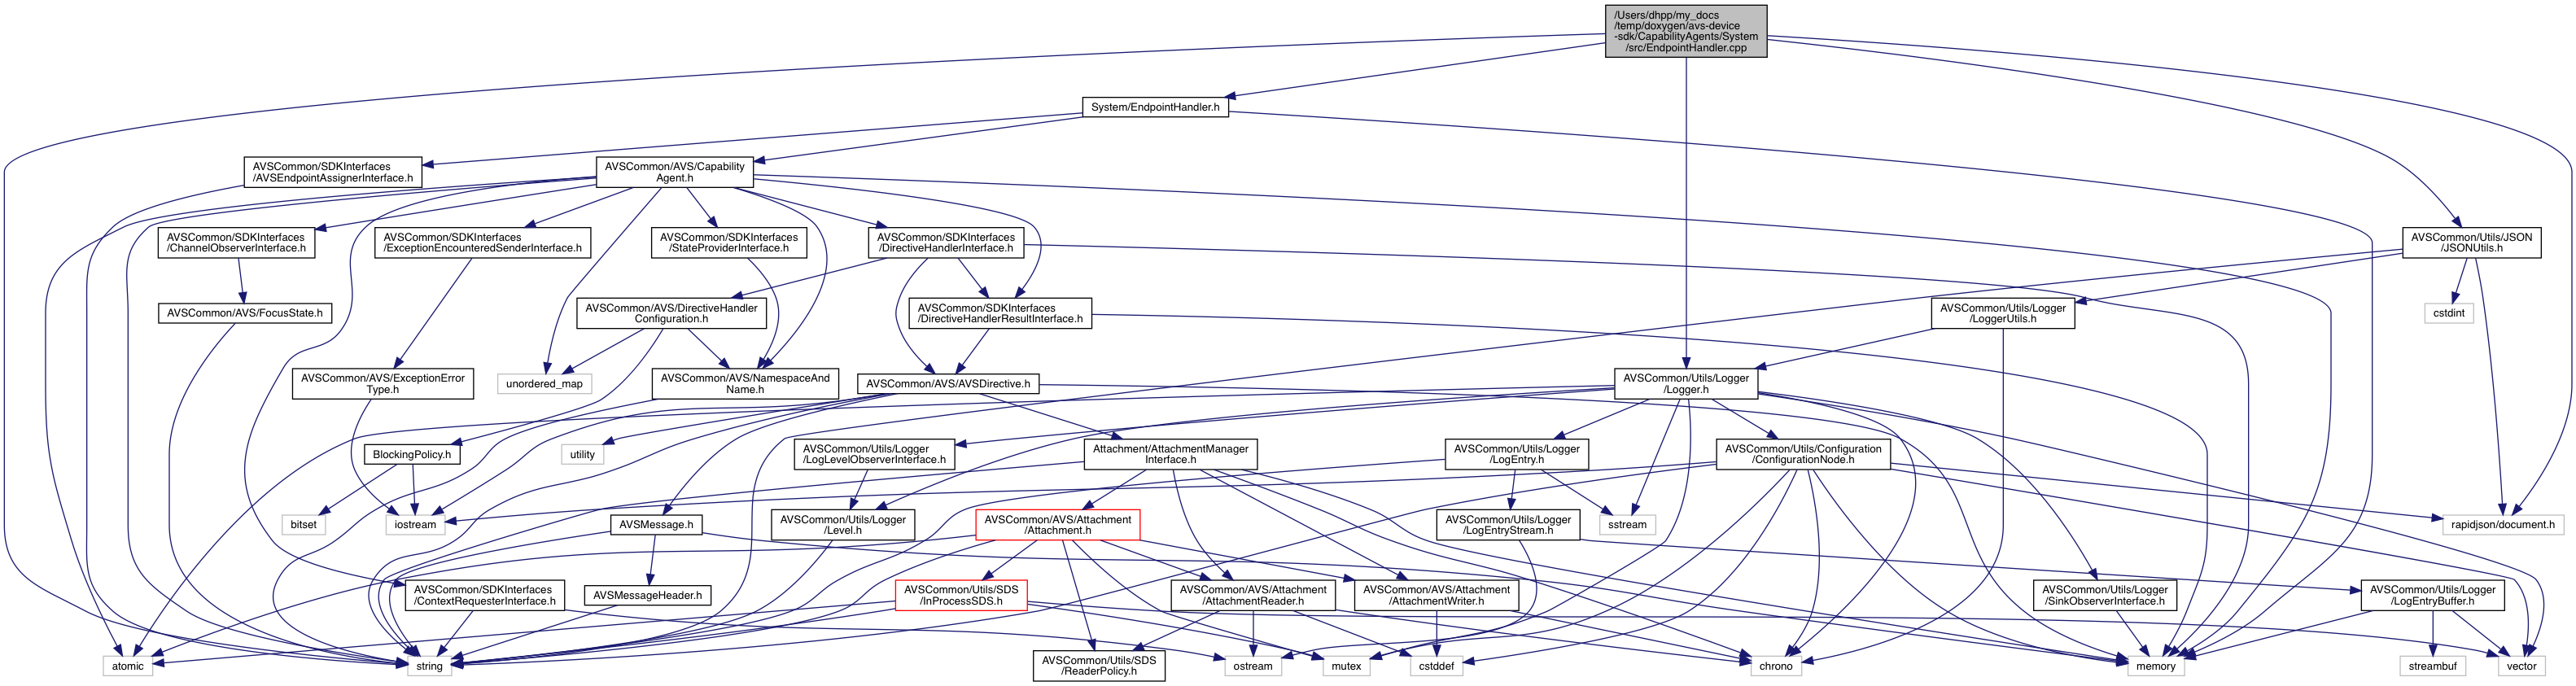 /Users/dhpp/my_docs
/temp/doxygen/avs-device
-sdk/CapabilityAgents/System
/src/EndpointHandler.cpp
System/EndpointHandler.h
AVSCommon/SDKInterfaces
/AVSEndpointAssignerInterface.h
AVSCommon/AVS/Capability
Agent.h
AVSCommon/SDKInterfaces
/ChannelObserverInterface.h
AVSCommon/SDKInterfaces
/ExceptionEncounteredSenderInterface.h
AVSCommon/SDKInterfaces
/StateProviderInterface.h
AVSCommon/SDKInterfaces
/DirectiveHandlerInterface.h
AVSCommon/Utils/JSON
/JSONUtils.h
AVSCommon/AVS/FocusState.h
AVSCommon/AVS/DirectiveHandler
Configuration.h
AVSCommon/SDKInterfaces
/DirectiveHandlerResultInterface.h
AVSCommon/Utils/Logger
/LoggerUtils.h
cstdint
AVSCommon/AVS/ExceptionError
Type.h
unordered_map
AVSCommon/AVS/NamespaceAnd
Name.h
AVSCommon/AVS/AVSDirective.h
AVSCommon/Utils/Logger
/Logger.h
BlockingPolicy.h
utility
AVSCommon/Utils/Logger
/LogLevelObserverInterface.h
Attachment/AttachmentManager
Interface.h
AVSCommon/Utils/Logger
/LogEntry.h
AVSCommon/Utils/Configuration
/ConfigurationNode.h
bitset
iostream
AVSMessage.h
AVSCommon/Utils/Logger
/Level.h
AVSCommon/AVS/Attachment
/Attachment.h
AVSCommon/Utils/Logger
/LogEntryStream.h
sstream
rapidjson/document.h
AVSCommon/SDKInterfaces
/ContextRequesterInterface.h
AVSMessageHeader.h
AVSCommon/Utils/SDS
/InProcessSDS.h
AVSCommon/AVS/Attachment
/AttachmentReader.h
AVSCommon/AVS/Attachment
/AttachmentWriter.h
AVSCommon/Utils/Logger
/SinkObserverInterface.h
AVSCommon/Utils/Logger
/LogEntryBuffer.h
atomic
string
AVSCommon/Utils/SDS
/ReaderPolicy.h
ostream
mutex
cstddef
chrono
memory
streambuf
vector